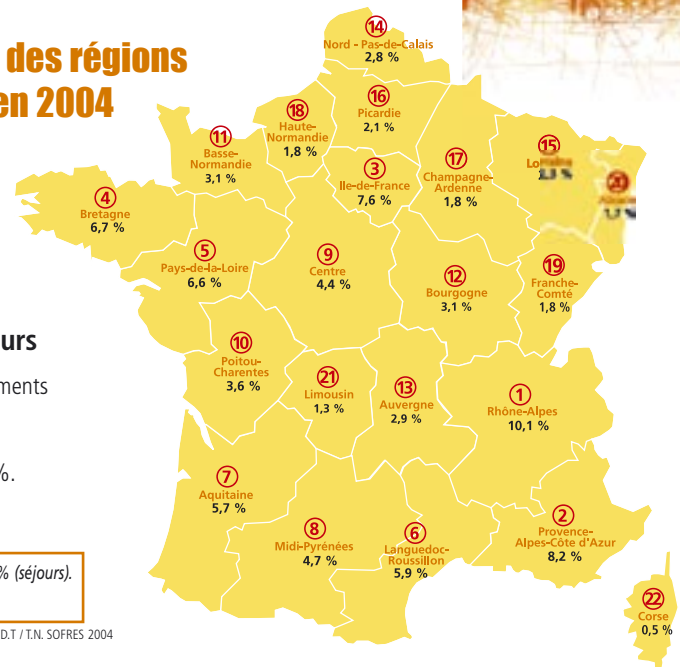 des régions
en 2004
14
Nord - Pas-de-Calais
2,8 %
16
Picardie
2,1 %
18
Haute-
Normandie
1,8 %
11
Basse-
Normandie
3,1 %
3
Ile-de-France
7,6 %
17
Champagne-
Ardenne
1,8 %
15
20
4
Bretagne
6,7 %
5
Pays-de-la-Loire
6,6 %
9
Centre
4,4 %
12
Bourgogne
3,1 %
19
Franche-
Comté
1,8 %
urs
ments
%.
10
Poitou-
Charentes
3,6 %
21
Limousin
1,3 %
13
Auvergne
2,9 %
1
Rhône-Alpes
10,1 %
7
Aquitaine
5,7 %
8
Midi-Pyrénées
4,7 %
6
Languedoc-
Roussillon
5,9 %
2
Provence-
Alpes-Côte d'Azur
8,2 %
22
Corse
0,5 %
% (séjours).
D.T / T.N. SOFRES 2004